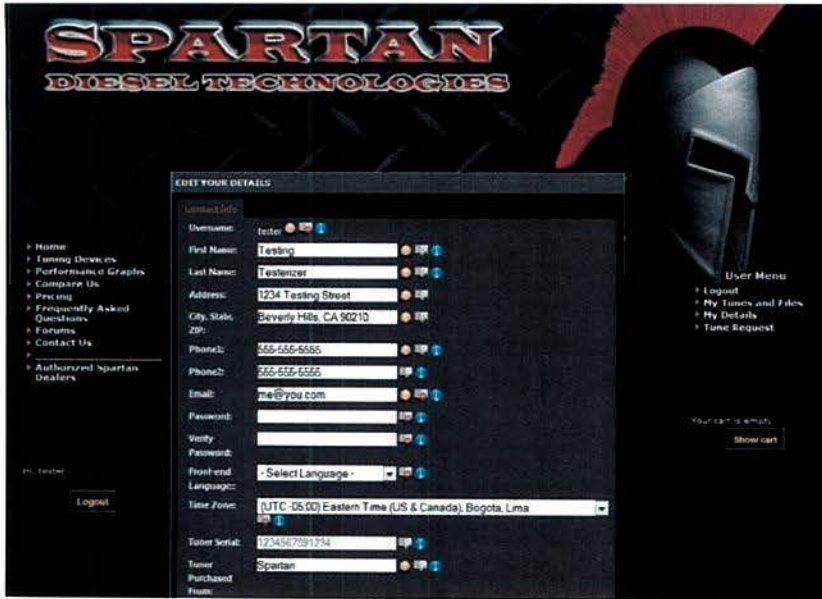 SPARTAN
DIESEL TECHNOLOGIES
EDIT YOUR DETAILS
Contact Info
Username: tester
First Name: Testing
Last Name: Testerizer
Address: 1234 Testing Street
City, State, ZIP: Beverly Hills, CA 90210
Phone1: 555-555-5555
Phone2: 555-555-5555
Email: me@you.com
Password:
Verify Password:
Front-end Language: - Select Language -
Time Zone: (UTC -05:00) Eastern Time (US & Canada), Bogota, Lima
Tuner Serial: 1234567891234
Tuner Purchased From: Spartan
Home
Tuning Devices
Performance Graphs
Compare Us
Pricing
Frequently Asked Questions
Forums
Contact Us
Authorized Spartan Dealers
Hi, tester
Logout
User Menu
Logout
My Tunes and Files
My Details
Tune Request
Your cart is empty
Show cart